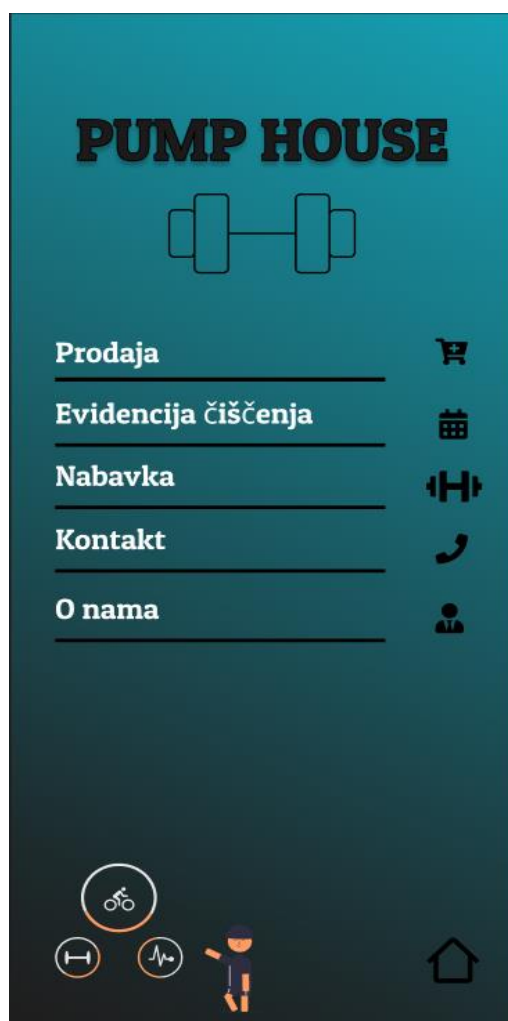 PUMP HOUSE
Prodaja
Evidencija čiščenja
Nabavka
Kontakt
O nama